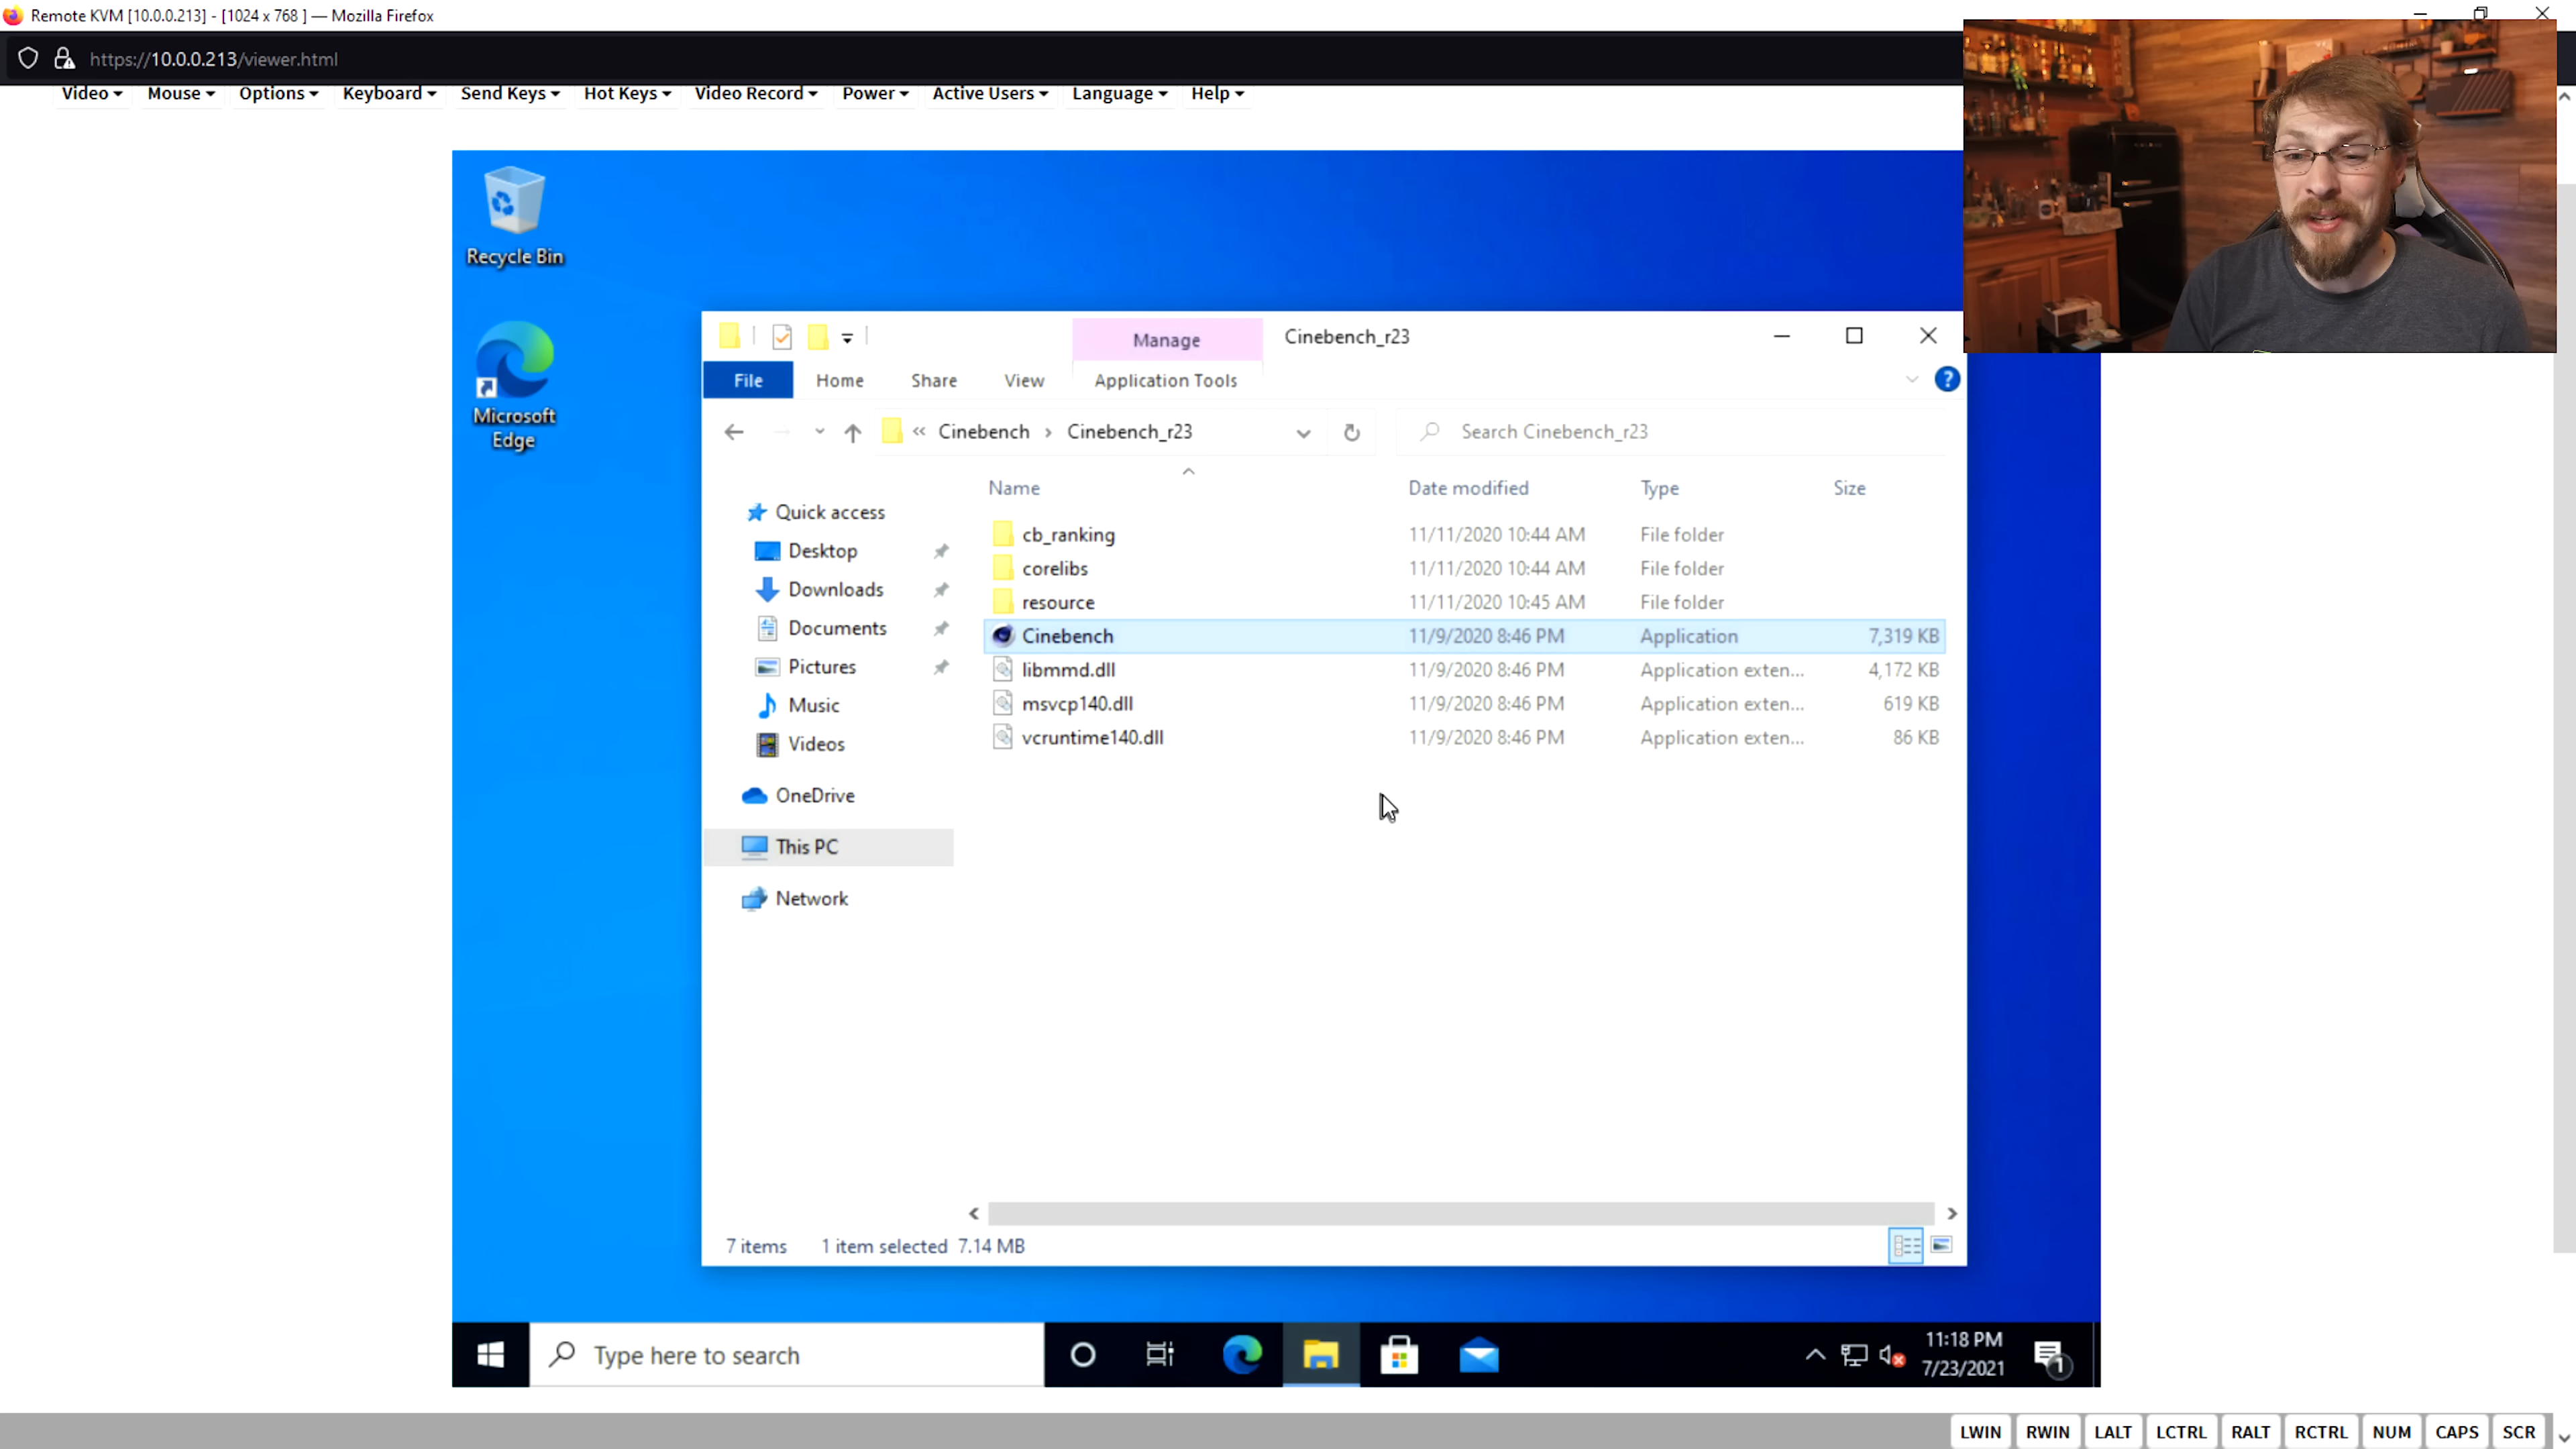 Remote KVM [10.0.0.213] - [1024 x 768 ] — Mozilla Firefox
https://10.0.0.213/viewer.html
Video Mouse Options Keyboard Send Keys Hot Keys Video Record Power Active Users Language Help
Recycle Bin
Microsoft
Edge
Manage Cinebench_r23
File Home Share View Application Tools
« Cinebench › Cinebench_r23 Search Cinebench_r23
Name Date modified Type Size
Quick access
Desktop
Downloads
Documents
Pictures
Music
Videos
OneDrive
This PC
Network
cb_ranking 11/11/2020 10:44 AM File folder
corelibs 11/11/2020 10:44 AM File folder
resource 11/11/2020 10:45 AM File folder
Cinebench 11/9/2020 8:46 PM Application 7,319 KB
libmmd.dll 11/9/2020 8:46 PM Application exten... 4,172 KB
msvcp140.dll 11/9/2020 8:46 PM Application exten... 619 KB
vcruntime140.dll 11/9/2020 8:46 PM Application exten... 86 KB
7 items 1 item selected 7.14 MB
Type here to search
11:18 PM
7/23/2021
1
LWIN RWIN LALT LCTRL RALT RCTRL NUM CAPS SCR